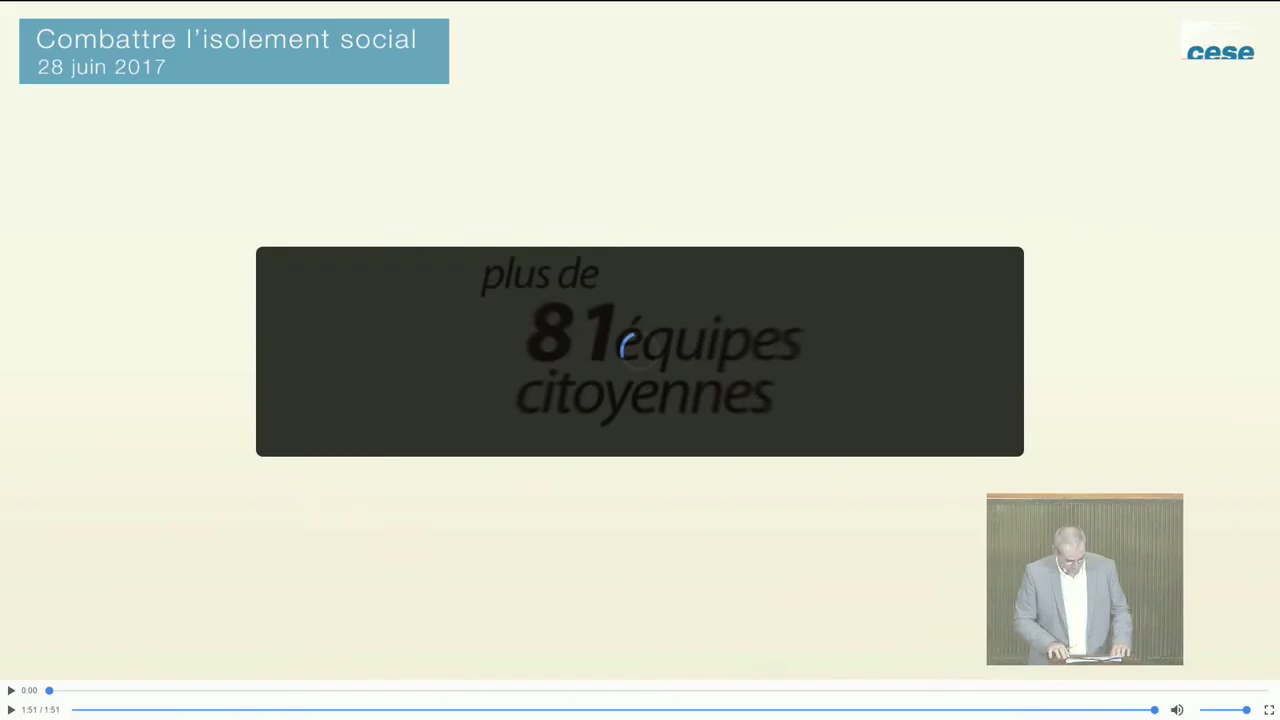 Combattre l’isolement social
28 juin 2017
cese
plus de
81 équipes
citoyennes
0:00
1:51 / 1:51